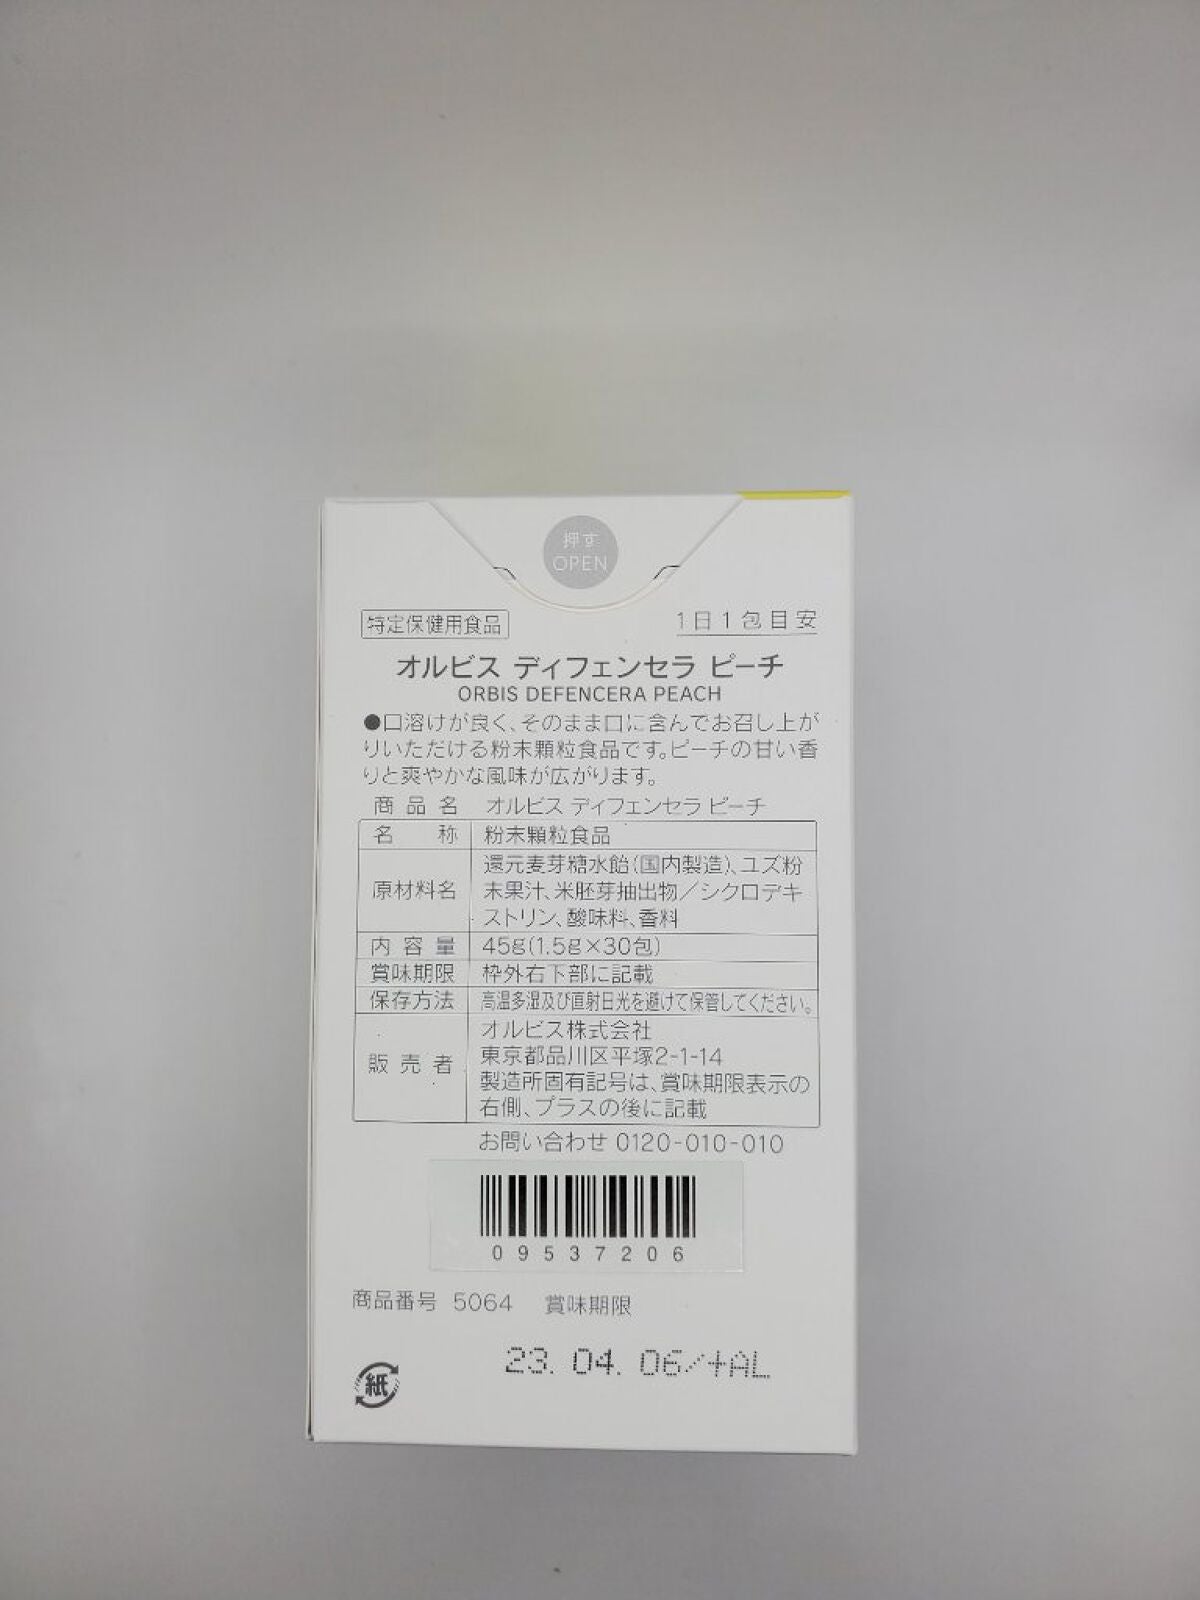 押す
OPEN
特定保健用食品 1日1包目安
オルビス ディフェンセラ ピーチ
ORBIS DEFENCERA PEACH
●口溶けが良く、そのまま口に含んでお召し上が
りいただける粉末顆粒食品です。ピーチの甘い香
りと爽やかな風味が広がります。
商品名 オルビス ディフェンセラ ピーチ
名称 粉末顆粒食品
原材料名 還元麦芽糖水飴(国内製造)、ユズ粉
末果汁、米胚芽抽出物/シクロデキ
ストリン、酸味料、香料
内容量 45g(1.5g×30包)
賞味期限 枠外右下部に記載
保存方法 高温多湿及び直射日光を避けて保管してください。
販売者 オルビス株式会社
東京都品川区平塚2-1-14
製造所固有記号は、賞味期限表示の
右側、プラスの後に記載
お問い合わせ 0120-010-010
09537206
商品番号 5064 賞味期限
23.04.06/+AL
紙